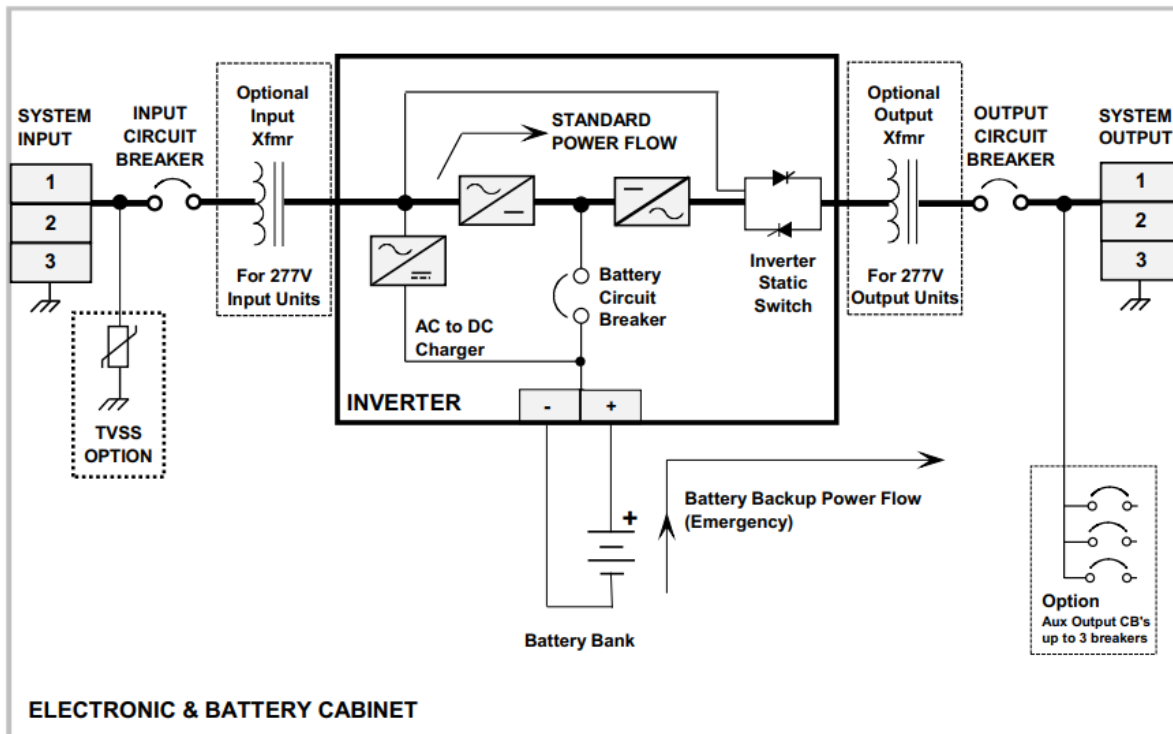 SYSTEM
INPUT
1
2
3
INPUT
CIRCUIT
BREAKER
TVSS
OPTION
Optional
Input
Xfmr
For 277V
Input Units
STANDARD
POWER FLOW
AC to DC
Charger
Battery
Circuit
Breaker
Inverter
Static
Switch
INVERTER
-
+
Optional
Output
Xfmr
For 277V
Output Units
OUTPUT
CIRCUIT
BREAKER
SYSTEM
OUTPUT
1
2
3
+
Battery Bank
Battery Backup Power Flow
(Emergency)
Option
Aux Output CB's
up to 3 breakers
ELECTRONIC & BATTERY CABINET